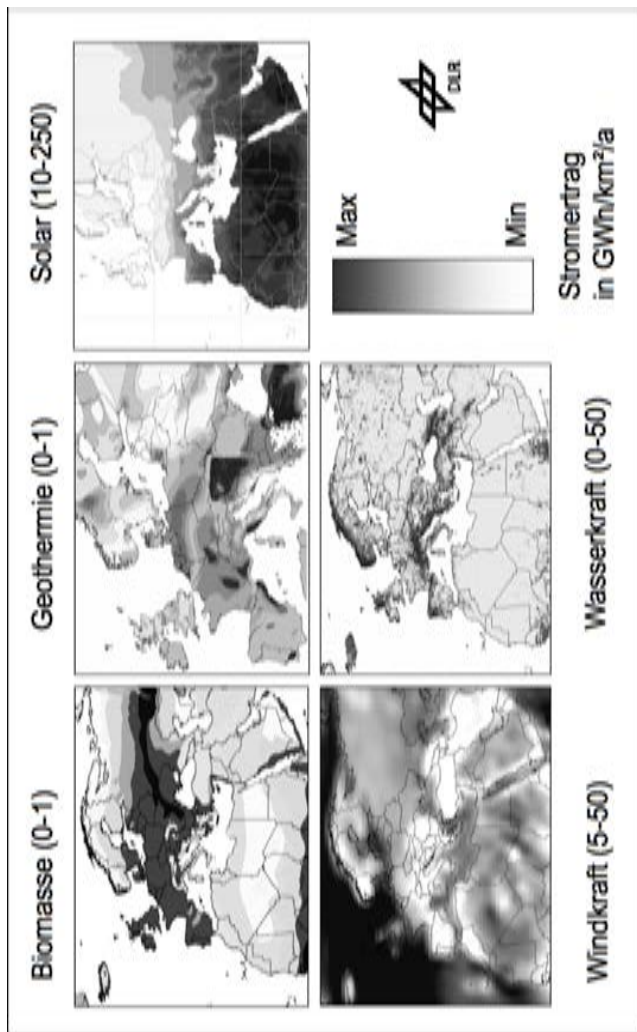 Biomasse (0-1)
Geothermie (0-1)
Solar (10-250)
Windkraft (5-50)
Wasserkraft (0-50)
Max
Min
Stromertrag
in GWh/km²/a
DLR